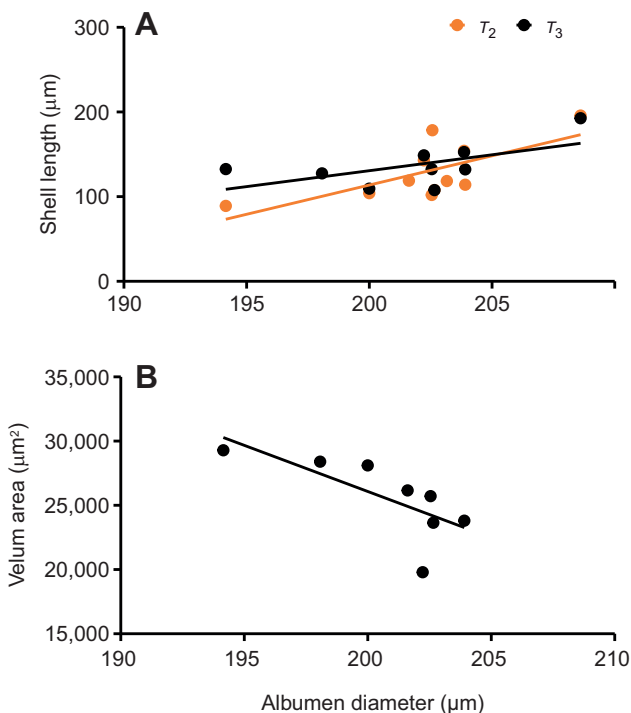 A
T2 T3
300
200
100
0
Shell length (μm)
190 195 200 205
B
35,000
30,000
25,000
20,000
15,000
Velum area (μm²)
190 195 200 205 210
Albumen diameter (μm)